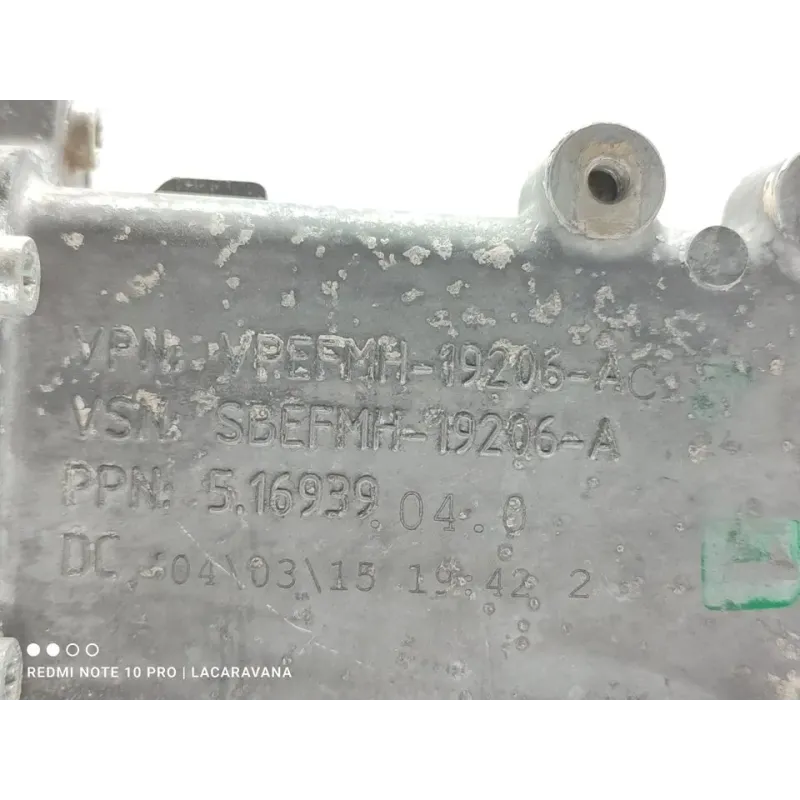 VPN: VPEFMH-19206-AC
VSN: SBEFMH-19206-A
PPN: 5.16939.04.0
DC: 04\03\15 19:42 2
REDMI NOTE 10 PRO | LACARAVANA